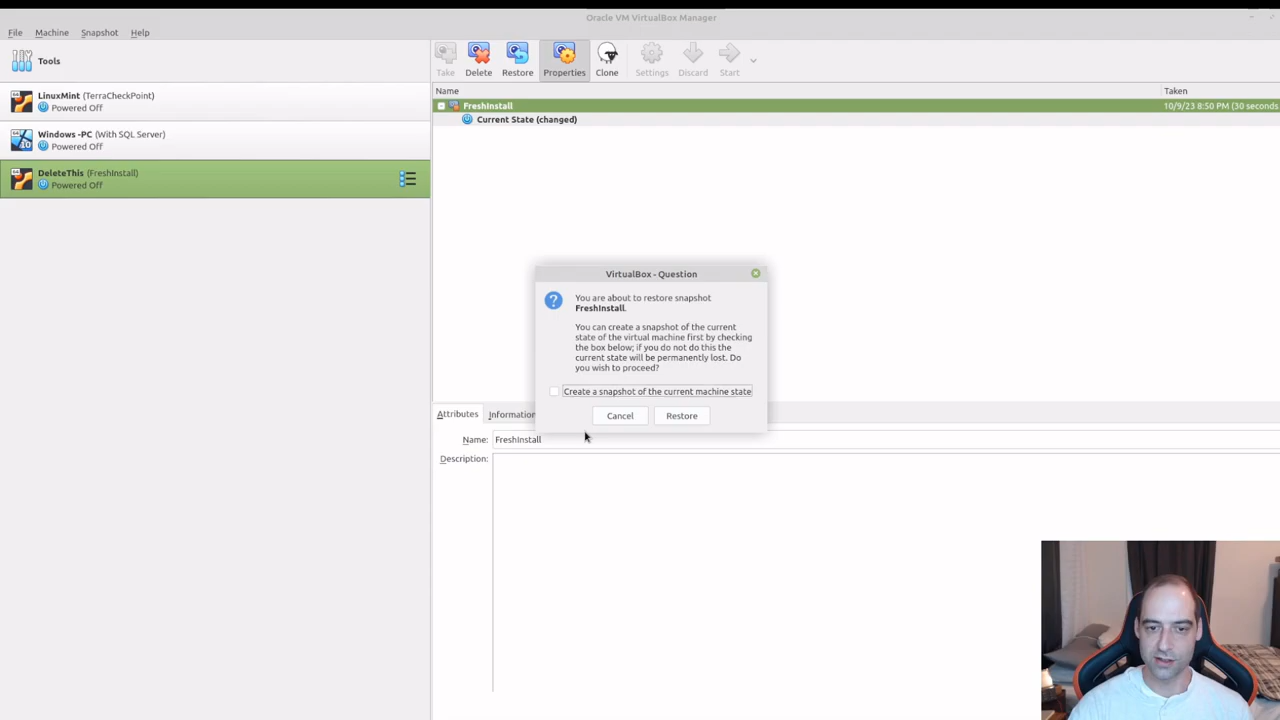 Oracle VM VirtualBox Manager
File Machine Snapshot Help
Tools
LinuxMint (TerraCheckPoint)
Powered Off
Windows -PC (With SQL Server)
Powered Off
DeleteThis (FreshInstall)
Powered Off
Take Delete Restore Properties Clone Settings Discard Start
Name Taken
FreshInstall 10/9/23 8:50 PM (30 seconds
Current State (changed)
VirtualBox - Question
You are about to restore snapshot
FreshInstall.
You can create a snapshot of the current
state of the virtual machine first by checking
the box below; if you do not do this the
current state will be permanently lost. Do
you wish to proceed?
Create a snapshot of the current machine state
Cancel Restore
Attributes Information
Name: FreshInstall
Description: